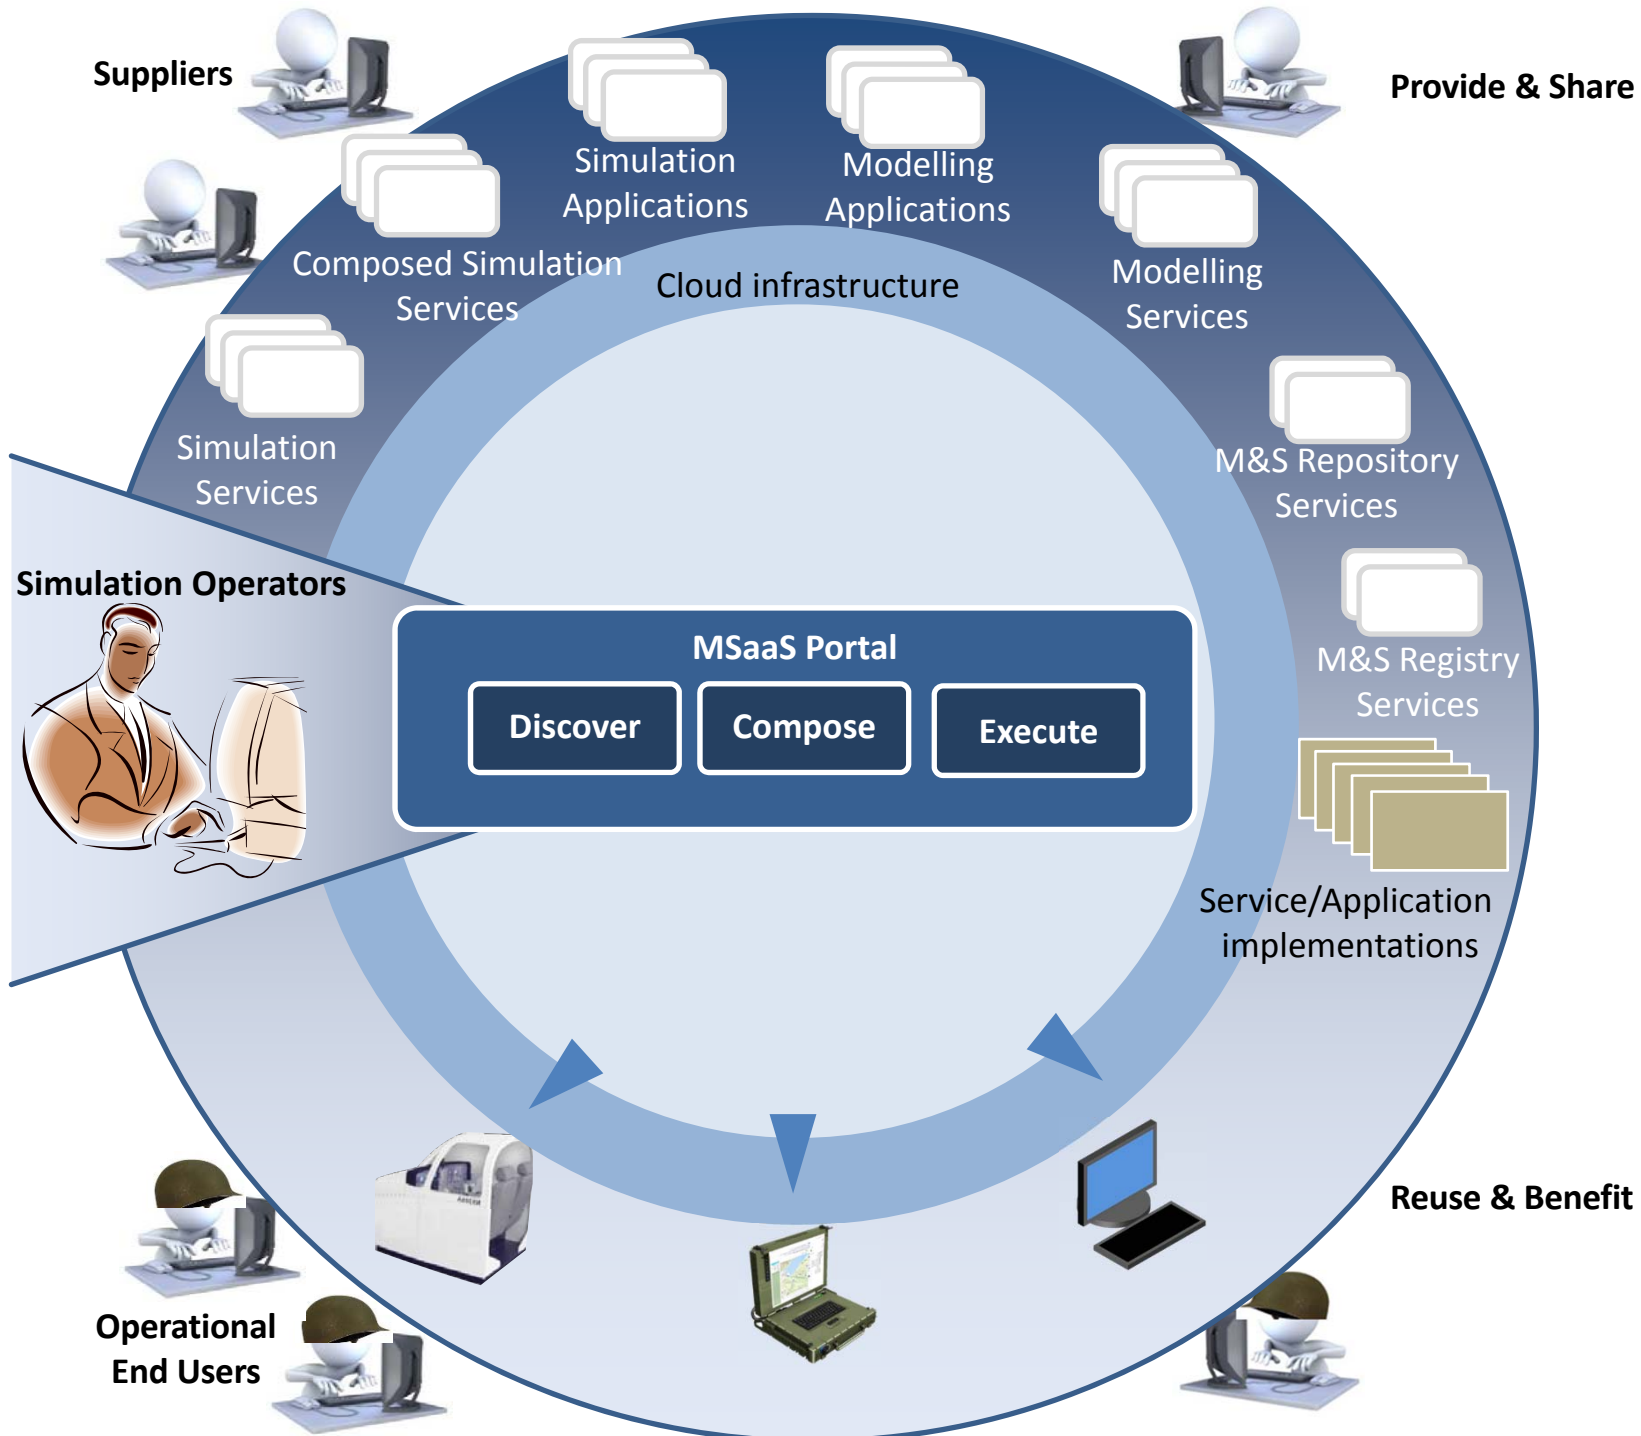 Suppliers
Provide & Share
Simulation
Applications
Modelling
Applications
Composed Simulation
Services
Cloud infrastructure
Modelling
Services
Simulation
Services
M&S Repository
Services
Simulation Operators
MSaaS Portal
Discover
Compose
Execute
M&S Registry
Services
Service/Application
implementations
Reuse & Benefit
Operational
End Users